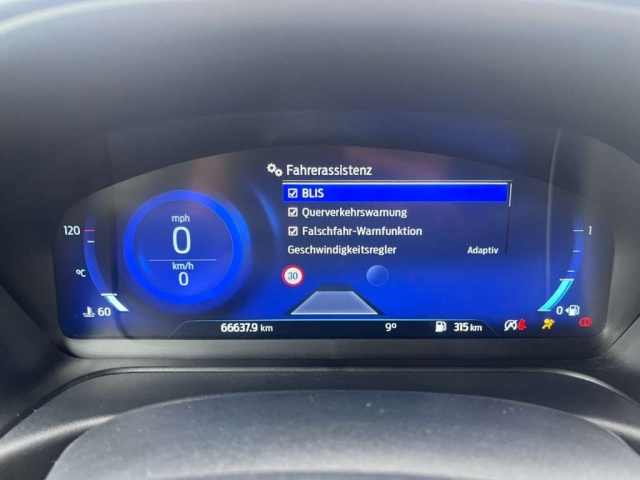 Fahrerassistenz
BLIS
Querverkehrswarnung
Falschfahr-Warnfunktion
Geschwindigkeitsregler Adaptiv
mph
0
km/h
0
120
°C
60
30
1
0
66637.9 km 9° 315 km